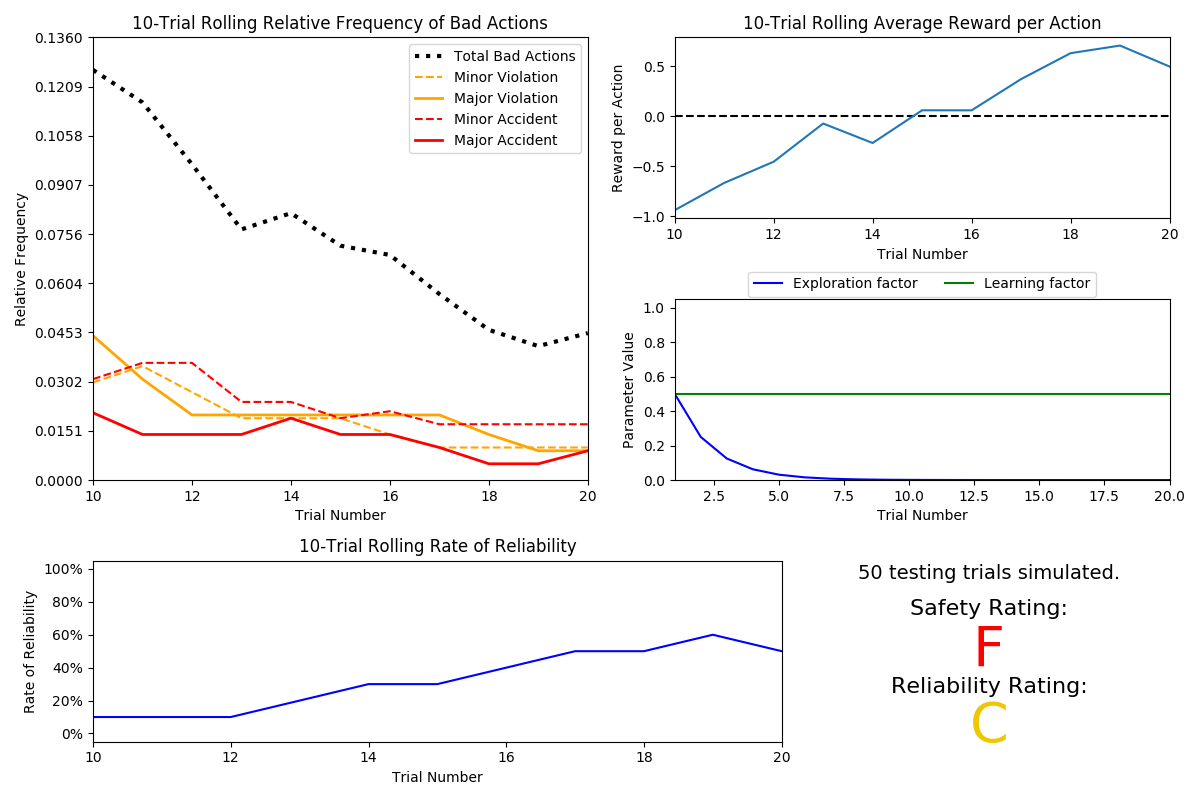 10-Trial Rolling Relative Frequency of Bad Actions
0.1360
0.1209
0.1058
0.0907
0.0756
0.0604
0.0453
0.0302
0.0151
0.0000
Relative Frequency
Total Bad Actions
Minor Violation
Major Violation
Minor Accident
Major Accident
10 12 14 16 18 20
Trial Number
10-Trial Rolling Average Reward per Action
0.5
0.0
−0.5
−1.0
Reward per Action
10 12 14 16 18 20
Trial Number
Exploration factor Learning factor
1.0
0.8
0.6
0.4
0.2
0.0
Parameter Value
2.5 5.0 7.5 10.0 12.5 15.0 17.5 20.0
Trial Number
10-Trial Rolling Rate of Reliability
100%
80%
60%
40%
20%
0%
Rate of Reliability
10 12 14 16 18 20
Trial Number
50 testing trials simulated.
Safety Rating:
F
Reliability Rating:
C